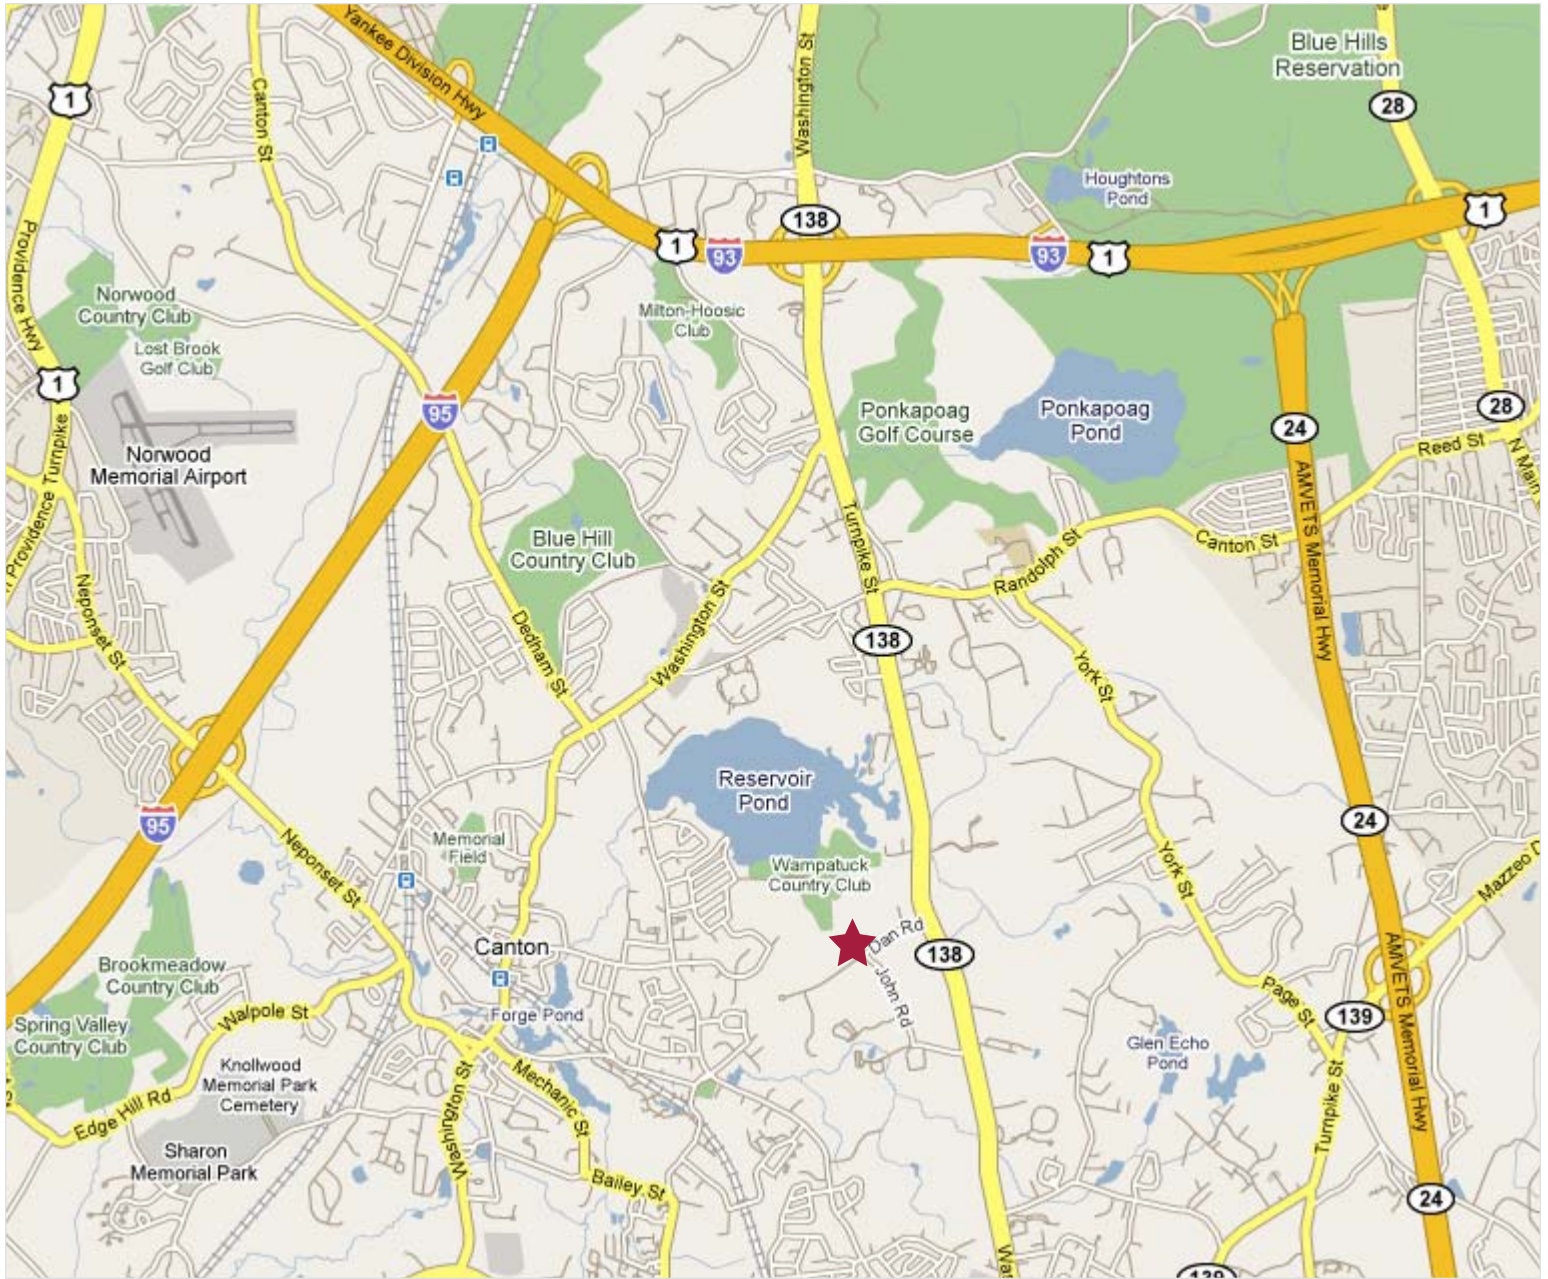 Yankee Division Hwy
Washington St
Blue Hills
Reservation
1
28
Canton St
Houghtons
Pond
138
1
1
93
93
1
Providence Hwy
Norwood
Country Club
Lost Brook
Golf Club
Milton-Hoosic
Club
1
95
Ponkapoag
Golf Course
Ponkapoag
Pond
24
28
Reed St
N Main
Norwood
Memorial Airport
Providence Turnpike
AMVETS Memorial Hwy
Turnpike St
Blue Hill
Country Club
Canton St
Randolph St
Neponset St
Dedham St
Washington St
138
York St
Reservoir
Pond
95
24
Neponset St
Memorial
Field
Wampatuck
Country Club
York St
Mazzeo D
Canton
Dan Rd
138
John Rd
Brookmeadow
Country Club
Walpole St
Forge Pond
Page St
139
AMVETS Memorial Hwy
Spring Valley
Country Club
Glen Echo
Pond
Knollwood
Memorial Park
Cemetery
Edge Hill Rd
Washington St
Mechanic St
Turnpike St
Sharon
Memorial Park
Bailey St
24
Was
139